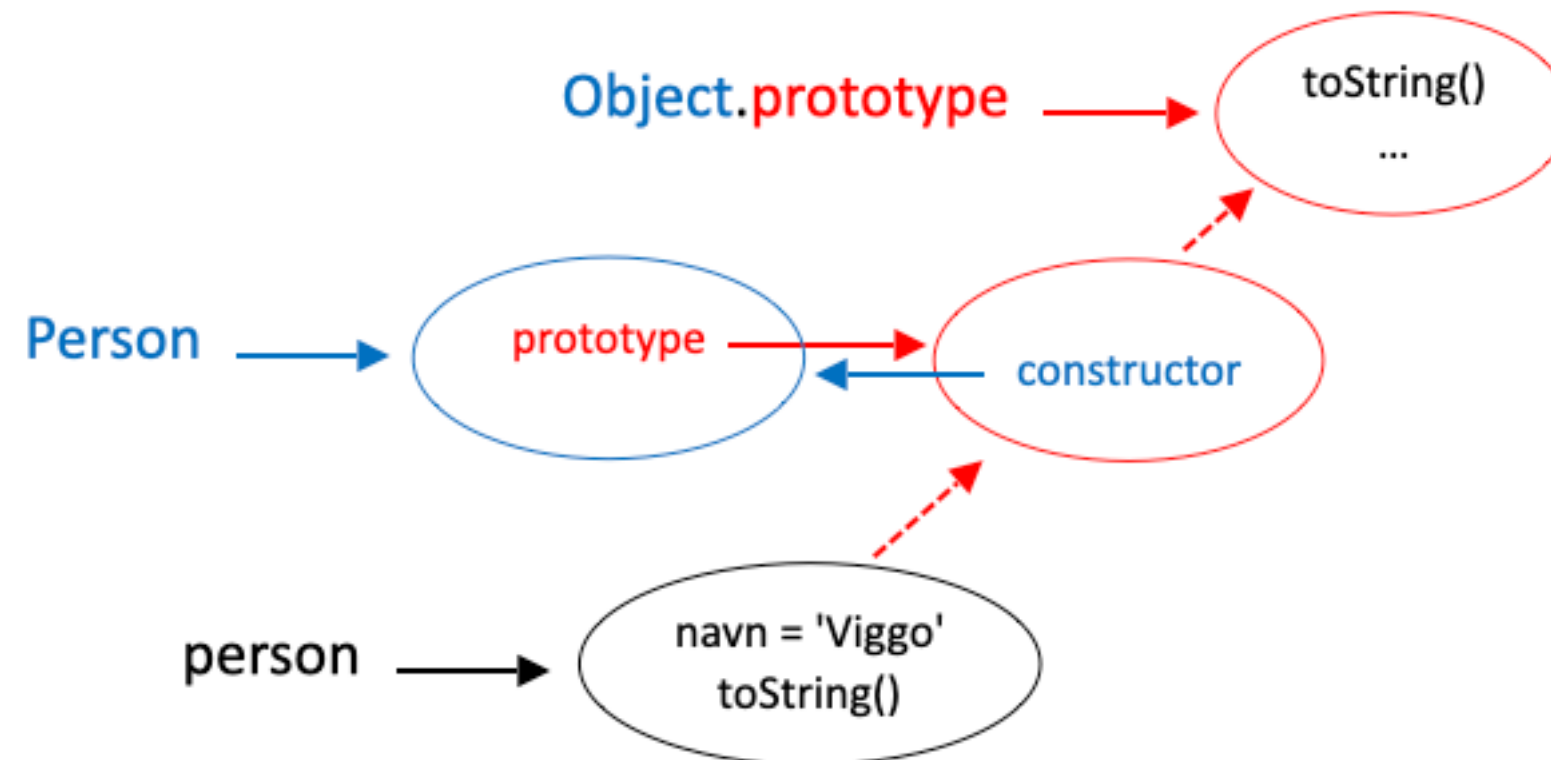 Object.prototype
toString()
...
Person
prototype
constructor
person
navn = 'Viggo'
toString()